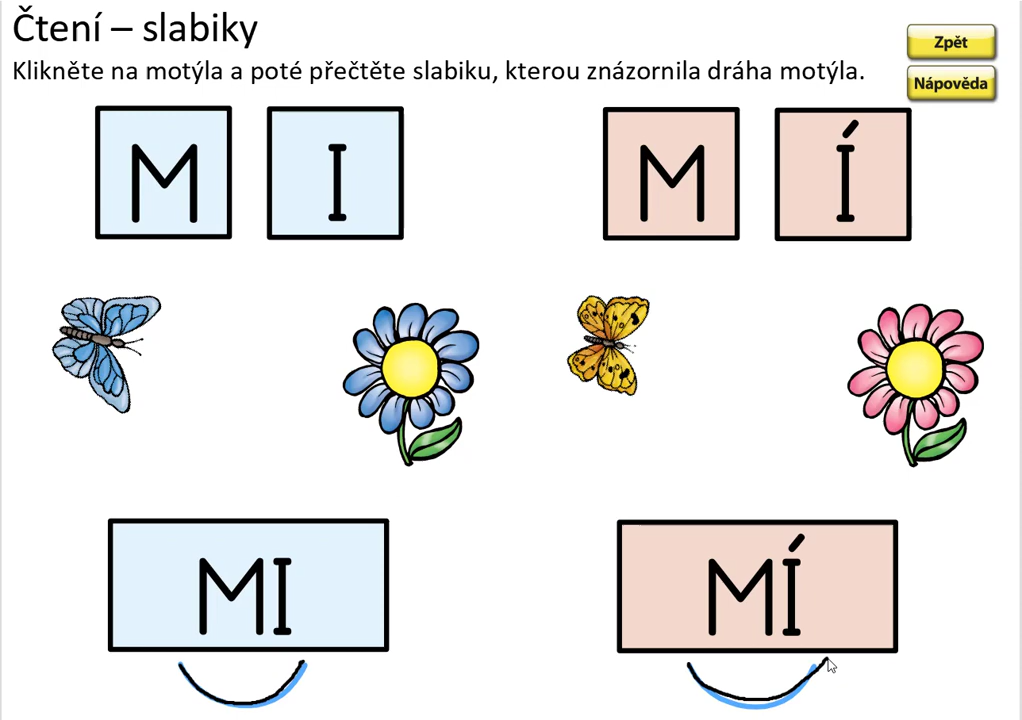 Čtení – slabiky
Zpět
Klikněte na motýla a poté přečtěte slabiku, kterou znázornila dráha motýla.
Nápověda
M I M Í
MI MÍ